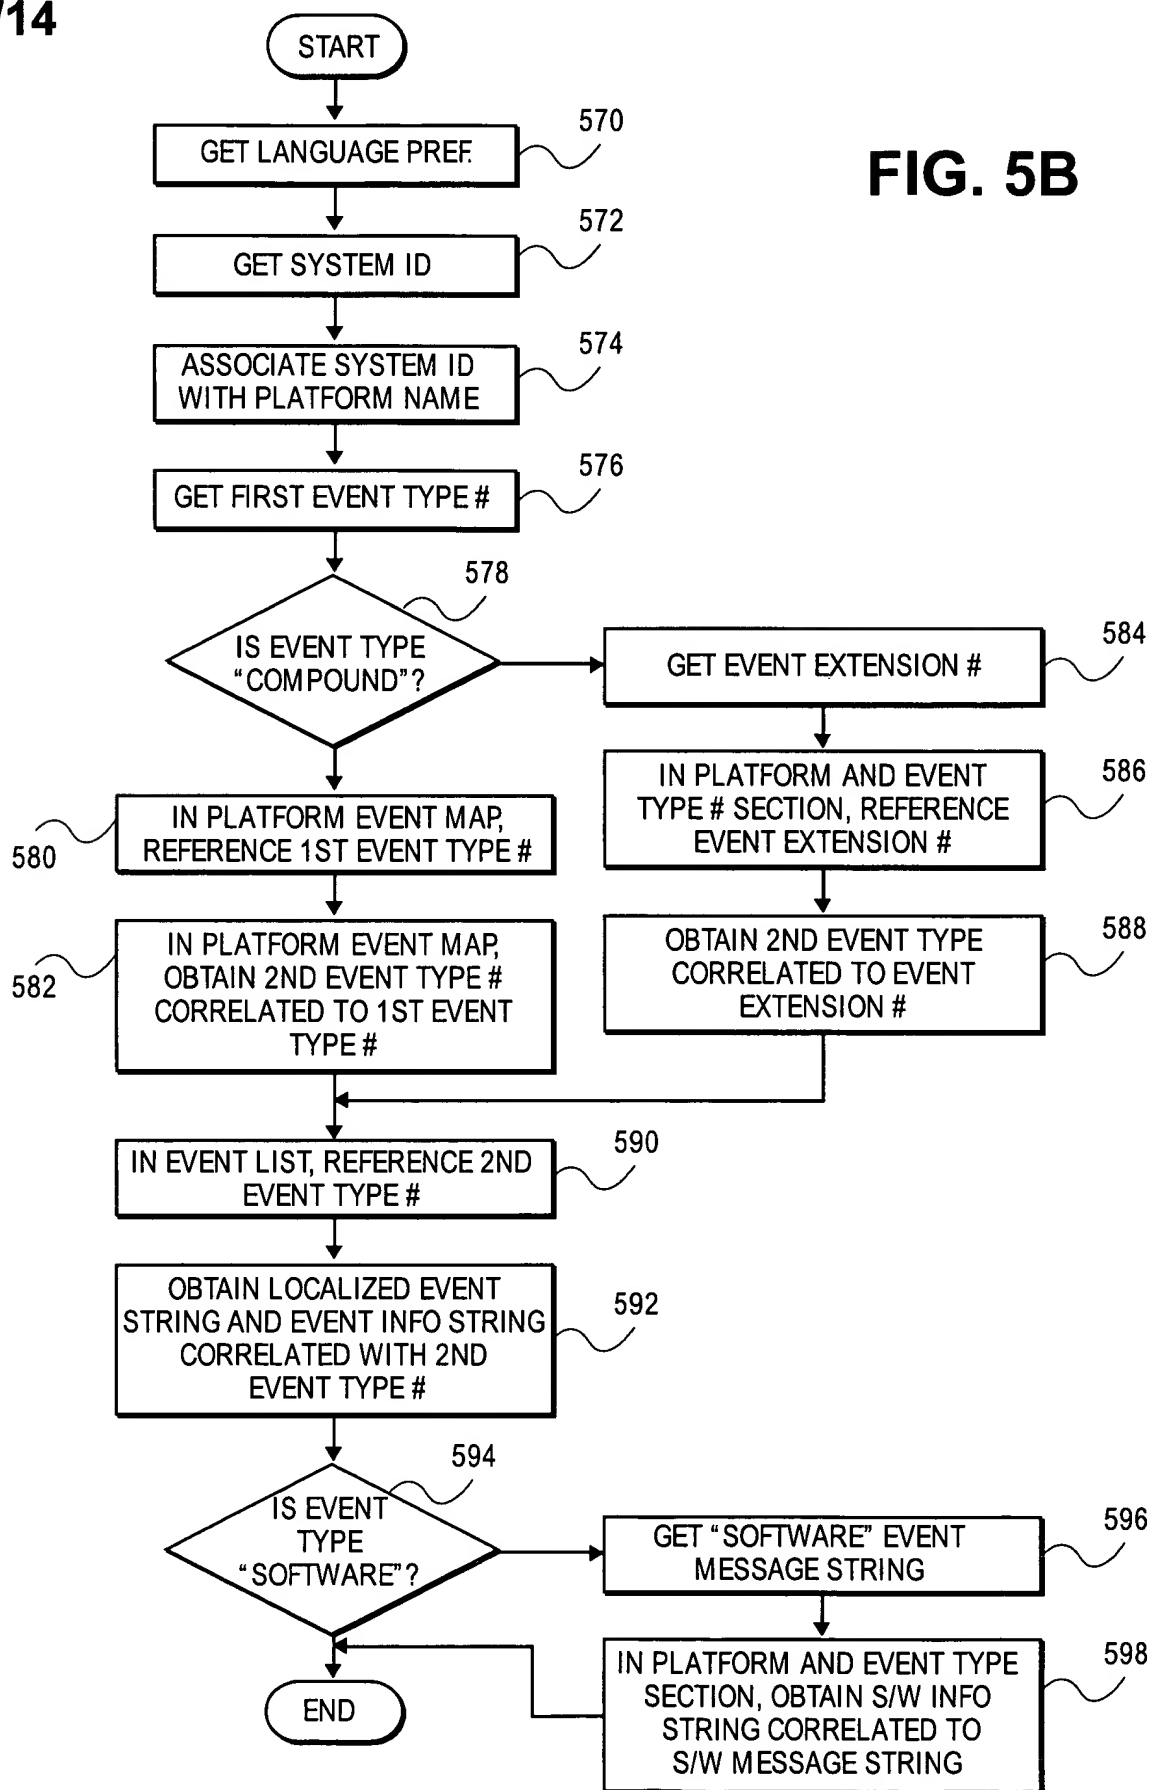 /14
START
570
GET LANGUAGE PREF.
FIG. 5B
572
GET SYSTEM ID
574
ASSOCIATE SYSTEM ID
WITH PLATFORM NAME
576
GET FIRST EVENT TYPE #
578
IS EVENT TYPE
“COMPOUND”?
584
GET EVENT EXTENSION #
580
IN PLATFORM EVENT MAP,
REFERENCE 1ST EVENT TYPE #
586
IN PLATFORM AND EVENT
TYPE # SECTION, REFERENCE
EVENT EXTENSION #
582
IN PLATFORM EVENT MAP,
OBTAIN 2ND EVENT TYPE #
CORRELATED TO 1ST EVENT
TYPE #
588
OBTAIN 2ND EVENT TYPE
CORRELATED TO EVENT
EXTENSION #
590
IN EVENT LIST, REFERENCE 2ND
EVENT TYPE #
592
OBTAIN LOCALIZED EVENT
STRING AND EVENT INFO STRING
CORRELATED WITH 2ND
EVENT TYPE #
594
IS EVENT
TYPE
“SOFTWARE”?
596
GET “SOFTWARE” EVENT
MESSAGE STRING
598
IN PLATFORM AND EVENT TYPE
SECTION, OBTAIN S/W INFO
STRING CORRELATED TO
S/W MESSAGE STRING
END